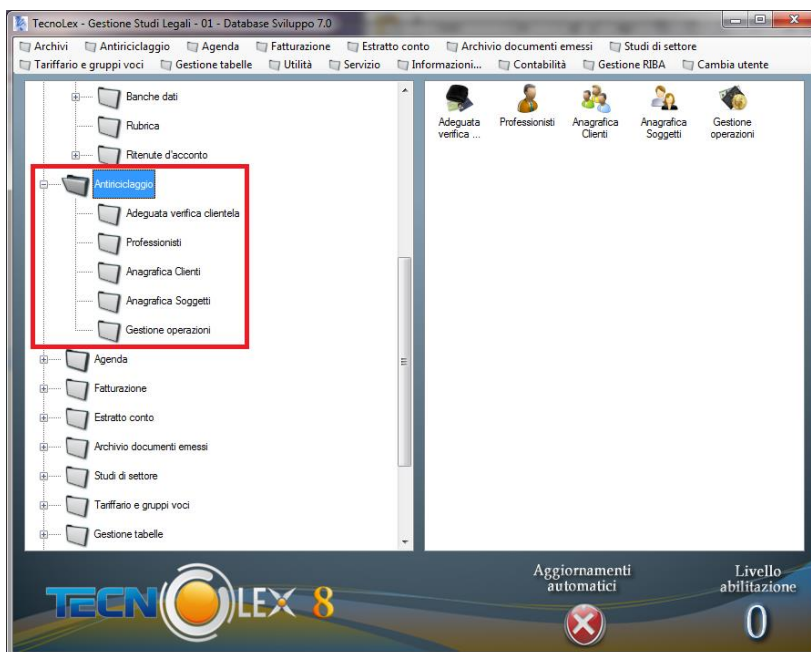 TecnoLex - Gestione Studi Legali - 01 - Database Sviluppo 7.0
Archivi Antiriciclaggio Agenda Fatturazione Estratto conto Archivio documenti emessi Studi di settore
Tariffario e gruppi voci Gestione tabelle Utilità Servizio Informazioni... Contabilità Gestione RIBA Cambia utente
Banche dati
Rubrica
Ritenute d'acconto
Antiriciclaggio
Adeguata verifica clientela
Professionisti
Anagrafica Clienti
Anagrafica Soggetti
Gestione operazioni
Agenda
Fatturazione
Estratto conto
Archivio documenti emessi
Studi di settore
Tariffario e gruppi voci
Gestione tabelle
Adeguata verifica ...
Professionisti
Anagrafica Clienti
Anagrafica Soggetti
Gestione operazioni
TECNOLEX 8
Aggiornamenti
automatici
Livello
abilitazione
0